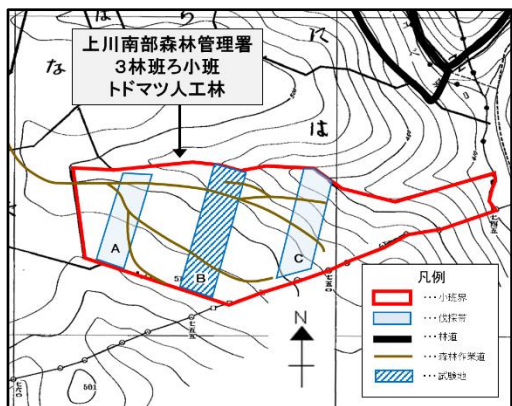 上川南部森林管理署
3林班ろ小班
トドマツ人工林
な
ら
に
は
A
B
C
凡例
・・・小班界
・・・伐採帯
・・・林道
・・・森林作業道
・・・試験地
N
501